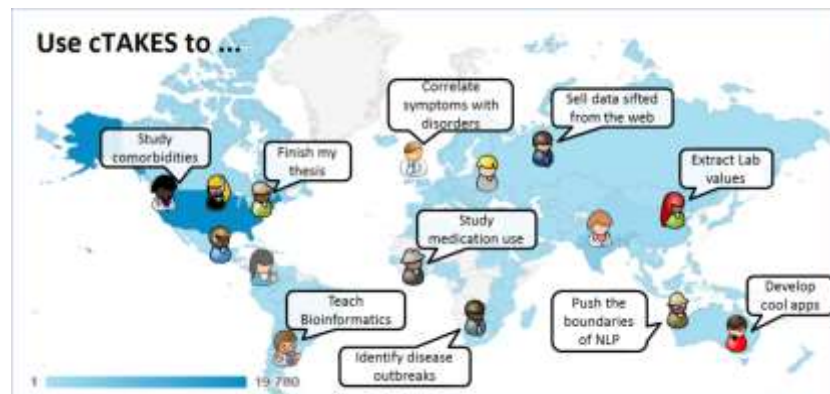 Use cTAKES to ...
Correlate
symptoms with
disorders
Sell data sifted
from the web
Study
comorbidities
Finish my
thesis
Extract Lab
values
Study
medication use
Teach
Bioinformatics
Identify disease
outbreaks
Push the
boundaries
of NLP
Develop
cool apps
1
19 780